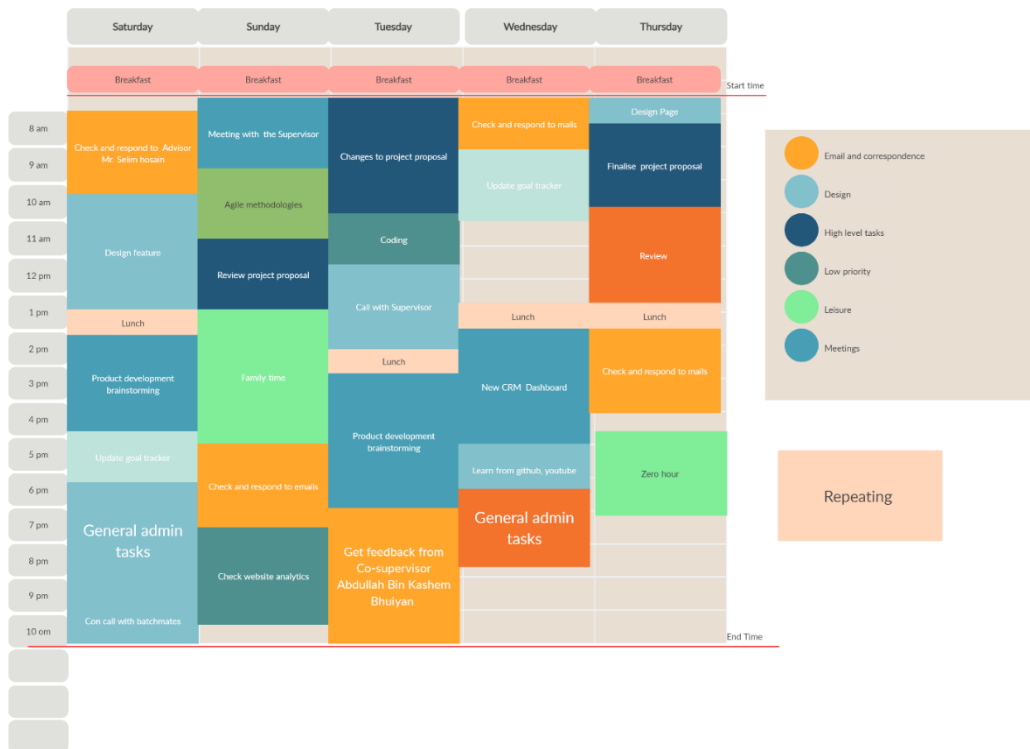 Saturday
Sunday
Tuesday
Wednesday
Thursday
Breakfast
Breakfast
Breakfast
Breakfast
Breakfast
Start time
8 am
9 am
10 am
11 am
12 pm
1 pm
2 pm
3 pm
4 pm
5 pm
6 pm
7 pm
8 pm
9 pm
10 om
Check and respond to Advisor
Mr. Selim hosain
Design feature
Lunch
Product development
brainstorming
Update goal tracker
General admin
tasks
Con call with batchmates
Meeting with the Supervisor
Agile methodologies
Review project proposal
Family time
Check and respond to emails
Check website analytics
Changes to project proposal
Coding
Call with Supervisor
Lunch
Product development
brainstorming
Get feedback from
Co-supervisor
Abdullah Bin Kashem
Bhuiyan
Check and respond to mails
Update goal tracker
Lunch
New CRM Dashboard
Learn from github, youtube
General admin
tasks
Design Page
Finalise project proposal
Review
Lunch
Check and respond to mails
Zero hour
End Time
Email and correspondence
Design
High level tasks
Low priority
Leisure
Meetings
Repeating